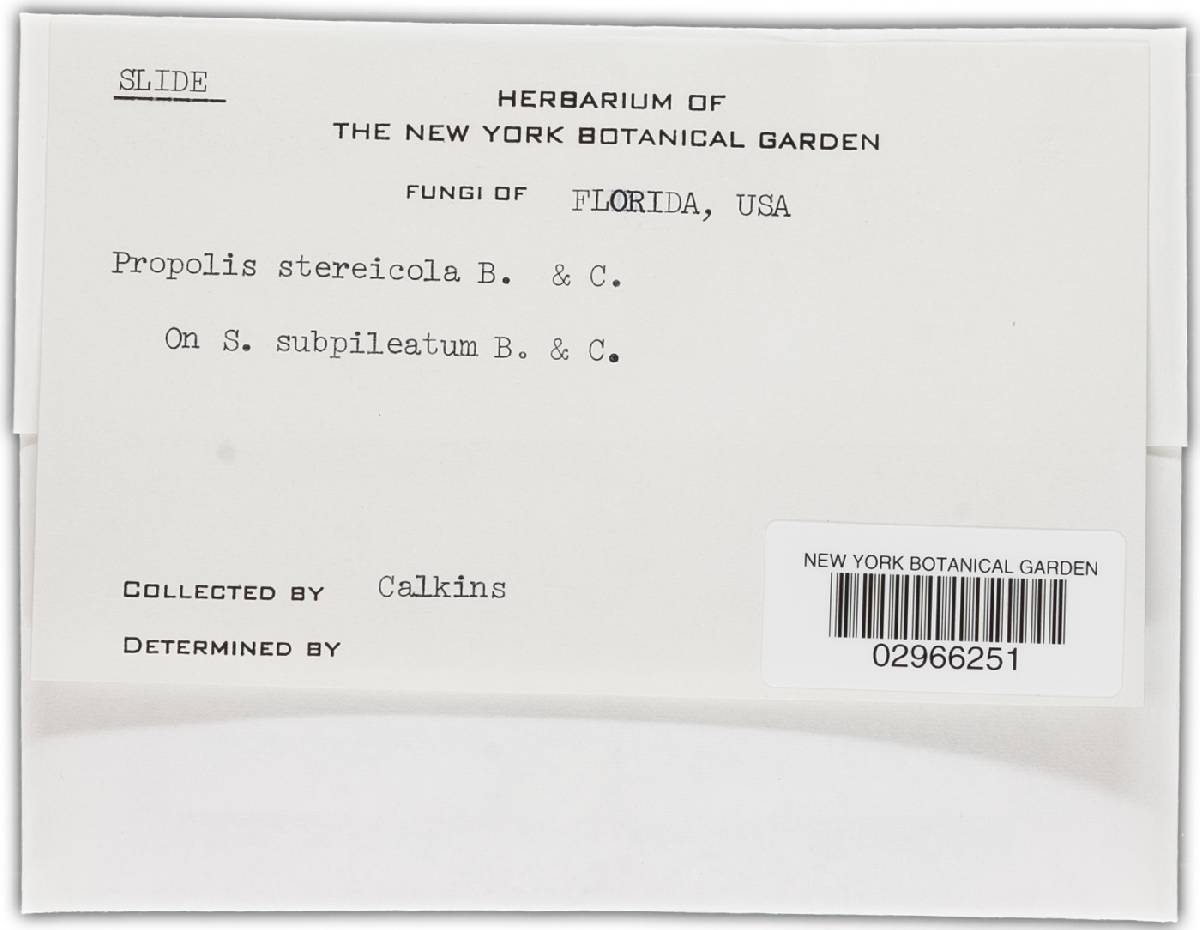 SLIDE
HERBARIUM OF
THE NEW YORK BOTANICAL GARDEN
FUNGI OF FLORIDA, USA
Propolis stereicola B. & C.
On S. subpileatum B. & C.
COLLECTED BY Calkins
DETERMINED BY
NEW YORK BOTANICAL GARDEN
02966251